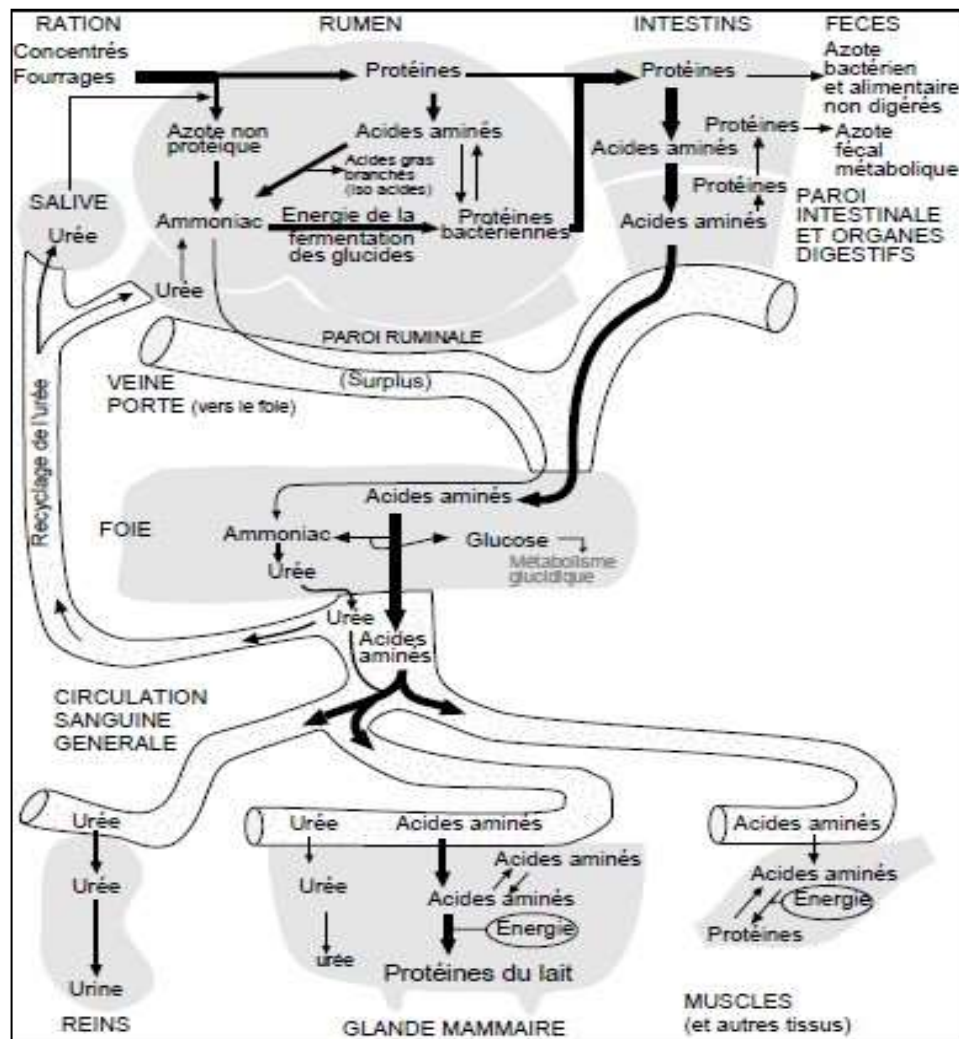 RATION
RUMEN
INTESTINS
FECES
Concentrés
Fourrages
Protéines
Protéines
Azote
bactérien
et alimentaire
non digérés
Azote non
protéique
Acides aminés
Acides gras
branchés
(iso acides)
Protéines
Acides aminés
Azote
fécal
métabolique
SALIVE
Urée
Ammoniac
Energie de la
fermentation
des glucides
Protéines
bactériennes
Protéines
Acides aminés
PAROI
INTESTINALE
ET ORGANES
DIGESTIFS
Urée
PAROI RUMINALE
(Surplus)
VEINE
PORTE (vers le foie)
Recyclage de l'urée
FOIE
Acides aminés
Ammoniac
Glucose
Urée
Métabolisme
glucidique
Urée
Acides
aminés
CIRCULATION
SANGUINE
GENERALE
Urée
Urée
Acides aminés
Acides aminés
Urée
Urée
Acides aminés
Acides aminés
Acides aminés
Energie
Energie
Protéines
urée
Protéines du lait
Urine
REINS
GLANDE MAMMAIRE
MUSCLES
(et autres tissus)